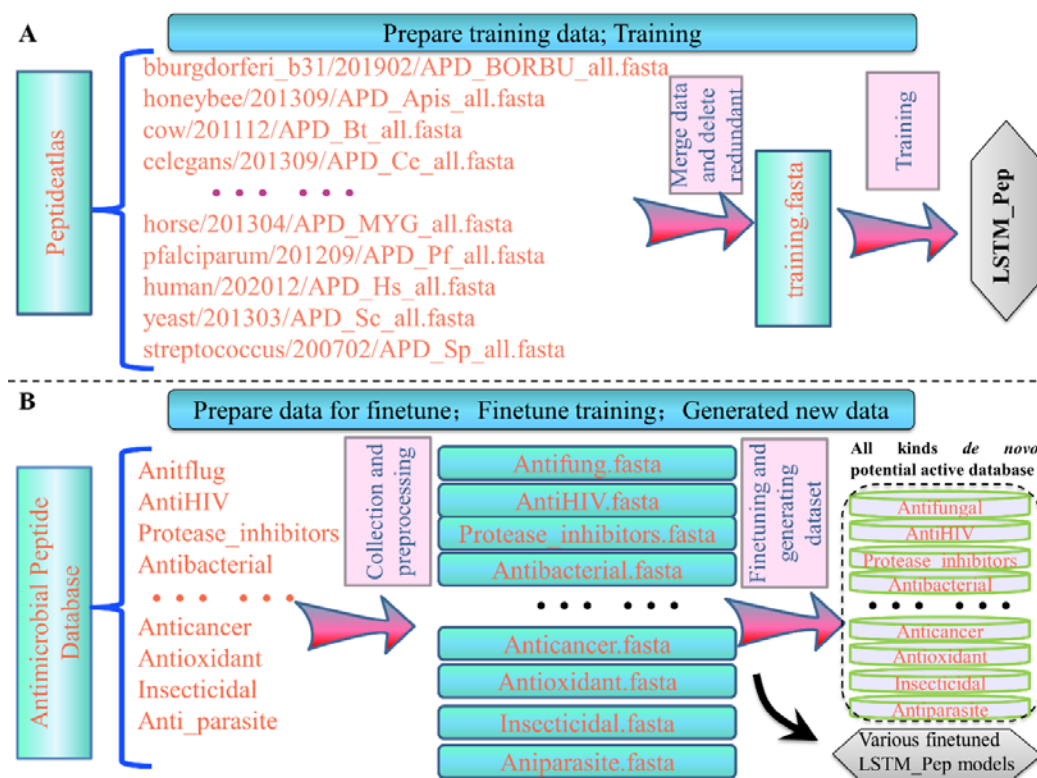 A
Prepare training data; Training
Peptideatlas
bburgdorferi_b31/201902/APD_BORBU_all.fasta
honeybee/201309/APD_Apis_all.fasta
cow/201112/APD_Bt_all.fasta
celegans/201309/APD_Ce_all.fasta
horse/201304/APD_MYG_all.fasta
pfalciparum/201209/APD_Pf_all.fasta
human/202012/APD_Hs_all.fasta
yeast/201303/APD_Sc_all.fasta
streptococcus/200702/APD_Sp_all.fasta
Merge data
and delete
redundant
training.fasta
Training
LSTM_Pep
B
Prepare data for finetune; Finetune training; Generated new data
Antimicrobial Peptide
Database
Anitflug
AntiHIV
Protease_inhibitors
Antibacterial
Anticancer
Antioxidant
Insecticidal
Anti_parasite
Collection and
preprocessing
Antifung.fasta
AntiHIV.fasta
Protease_inhibitors.fasta
Antibacterial.fasta
Anticancer.fasta
Antioxidant.fasta
Insecticidal.fasta
Aniparasite.fasta
Finetuning and
generating
dataset
All kinds de novo
potential active database
Antifungal
AntiHIV
Protease_inhibitors
Antibacterial
Anticancer
Antioxidant
Insecticidal
Antiparasite
Various finetuned
LSTM_Pep models